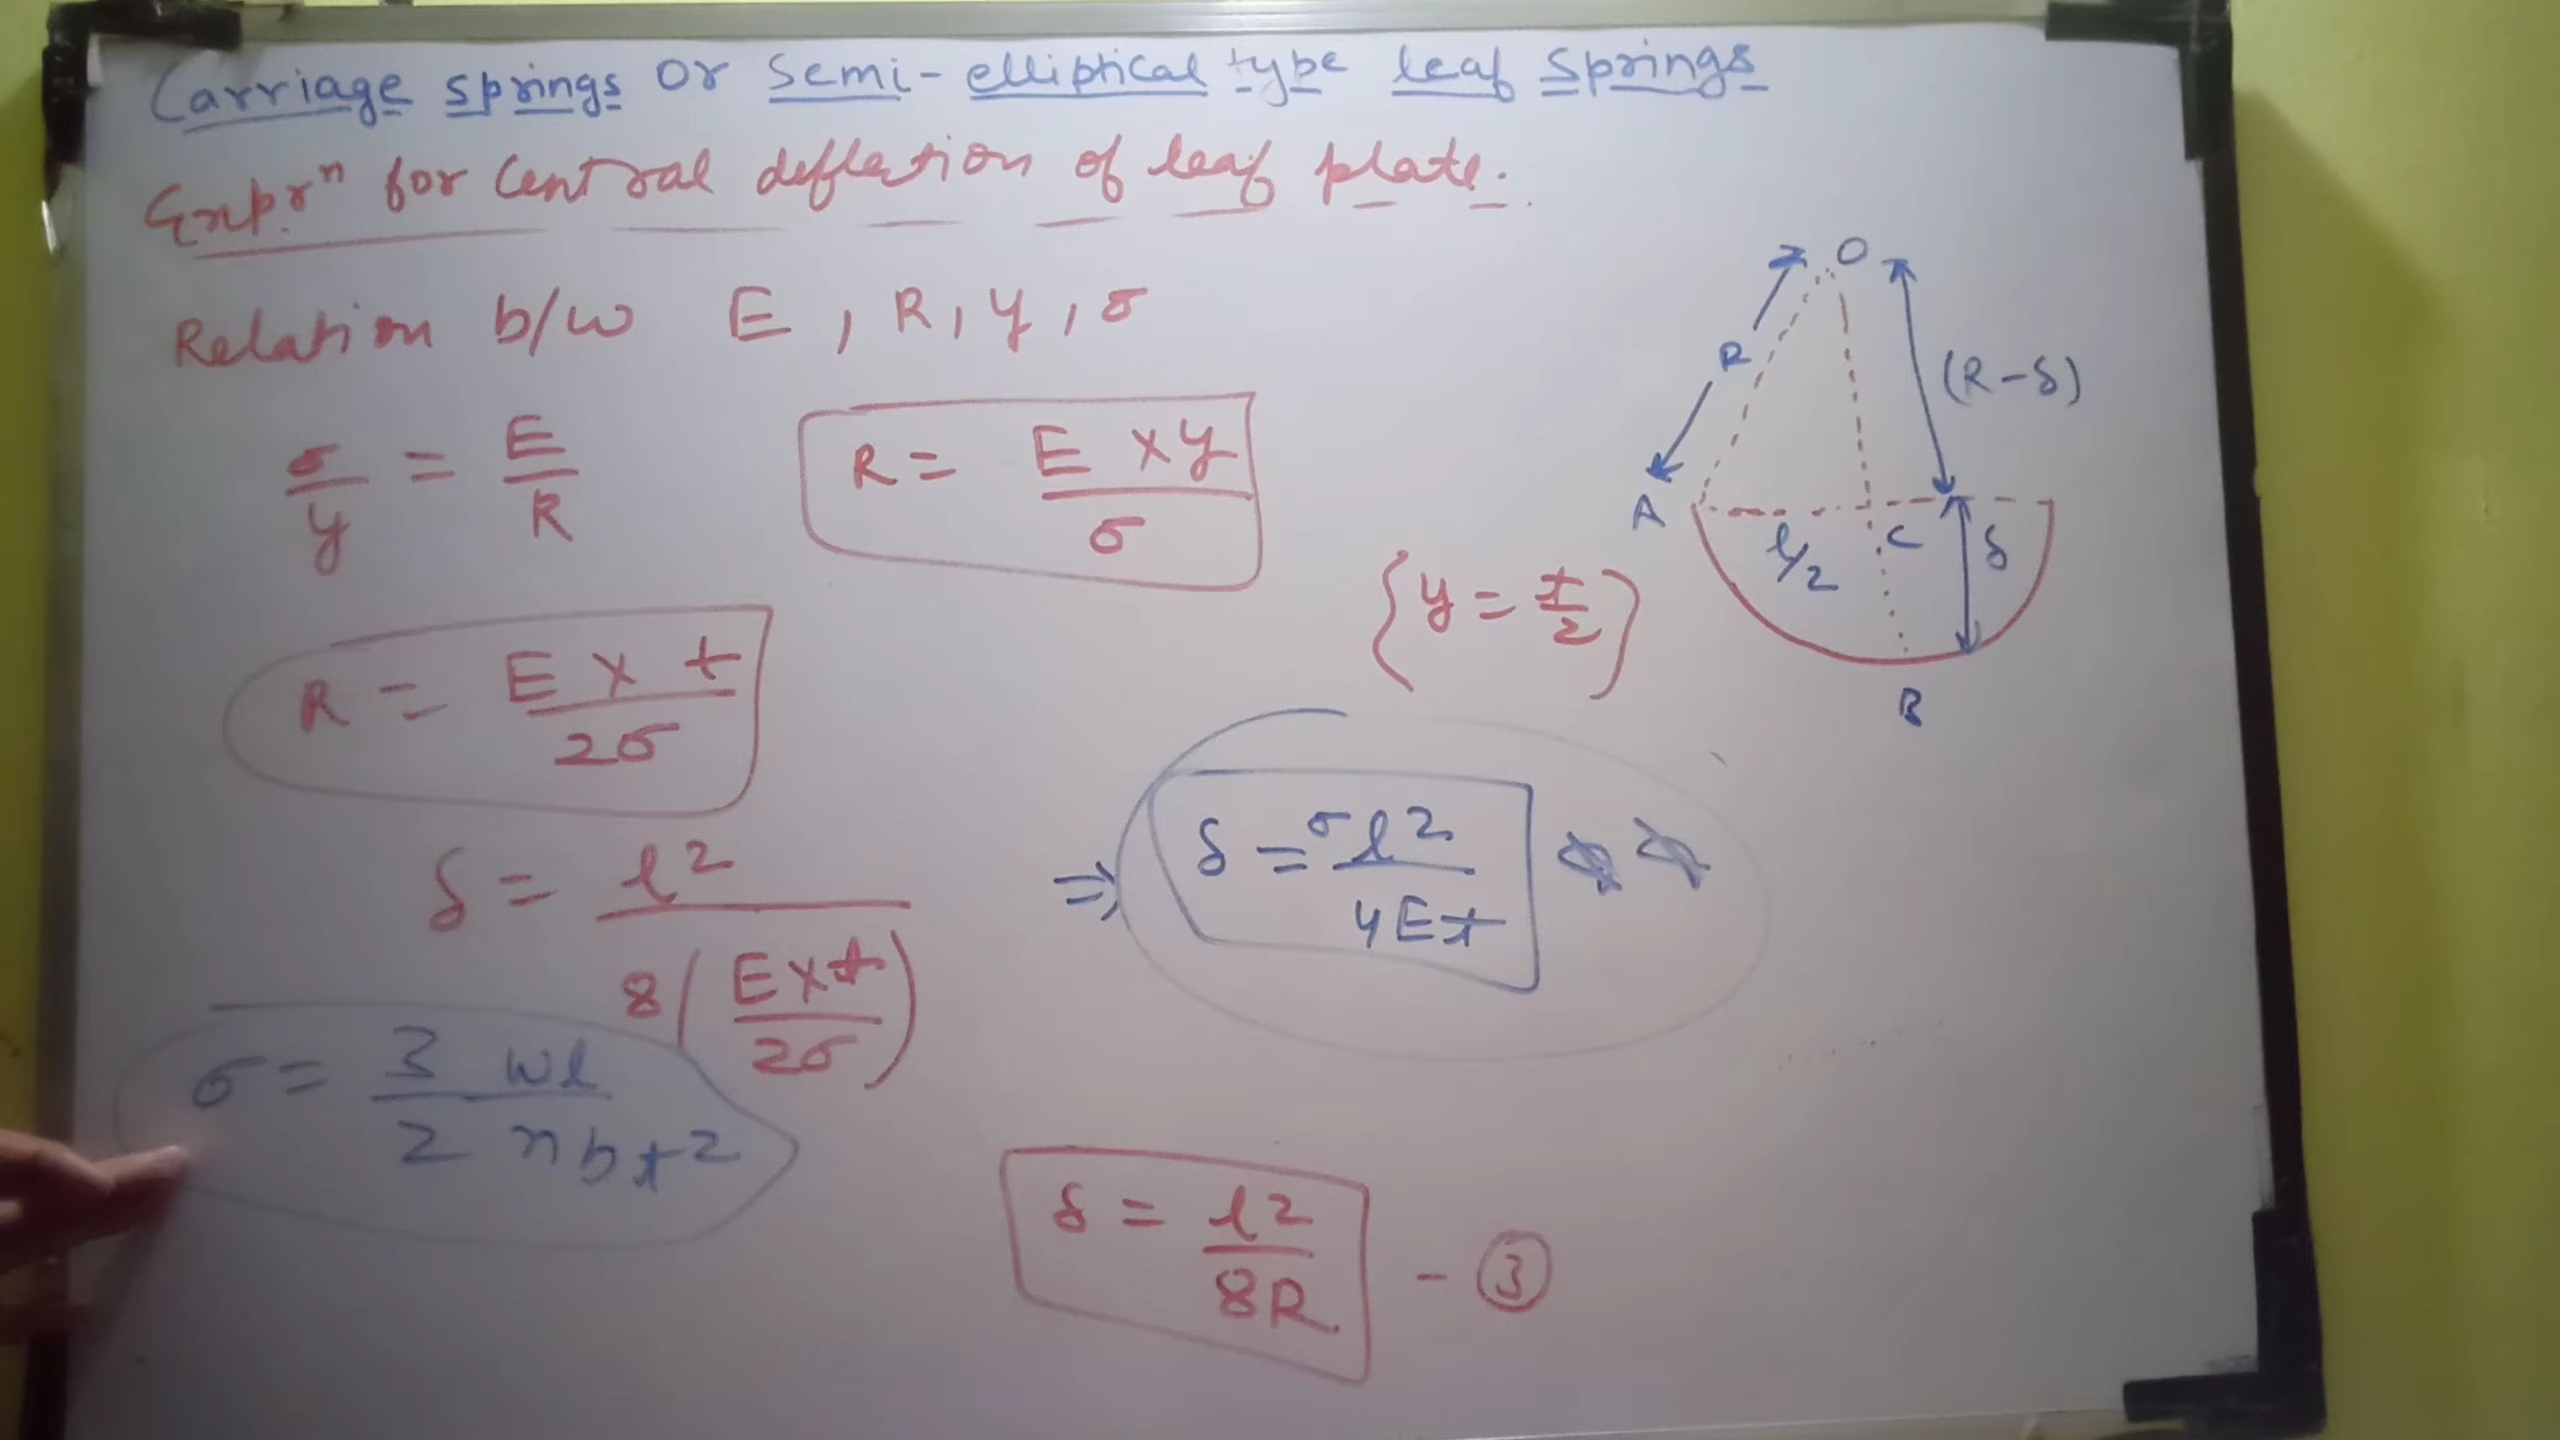 Carriage springs or semi-elliptical type leaf springs
Expr.ⁿ for Central deflection of leaf plate.
Relation b/w E, R, y, σ
σ/y = E/R
R = E × y / σ
{y = t/2}
R = E × t / 2σ
δ = l² / 8(E×t / 2σ)
⇒ δ = σl² / 4Et
σ = 3/2 wl / nbt²
δ = l² / 8R - ③
O
R
(R-δ)
A
l/2
C
δ
B